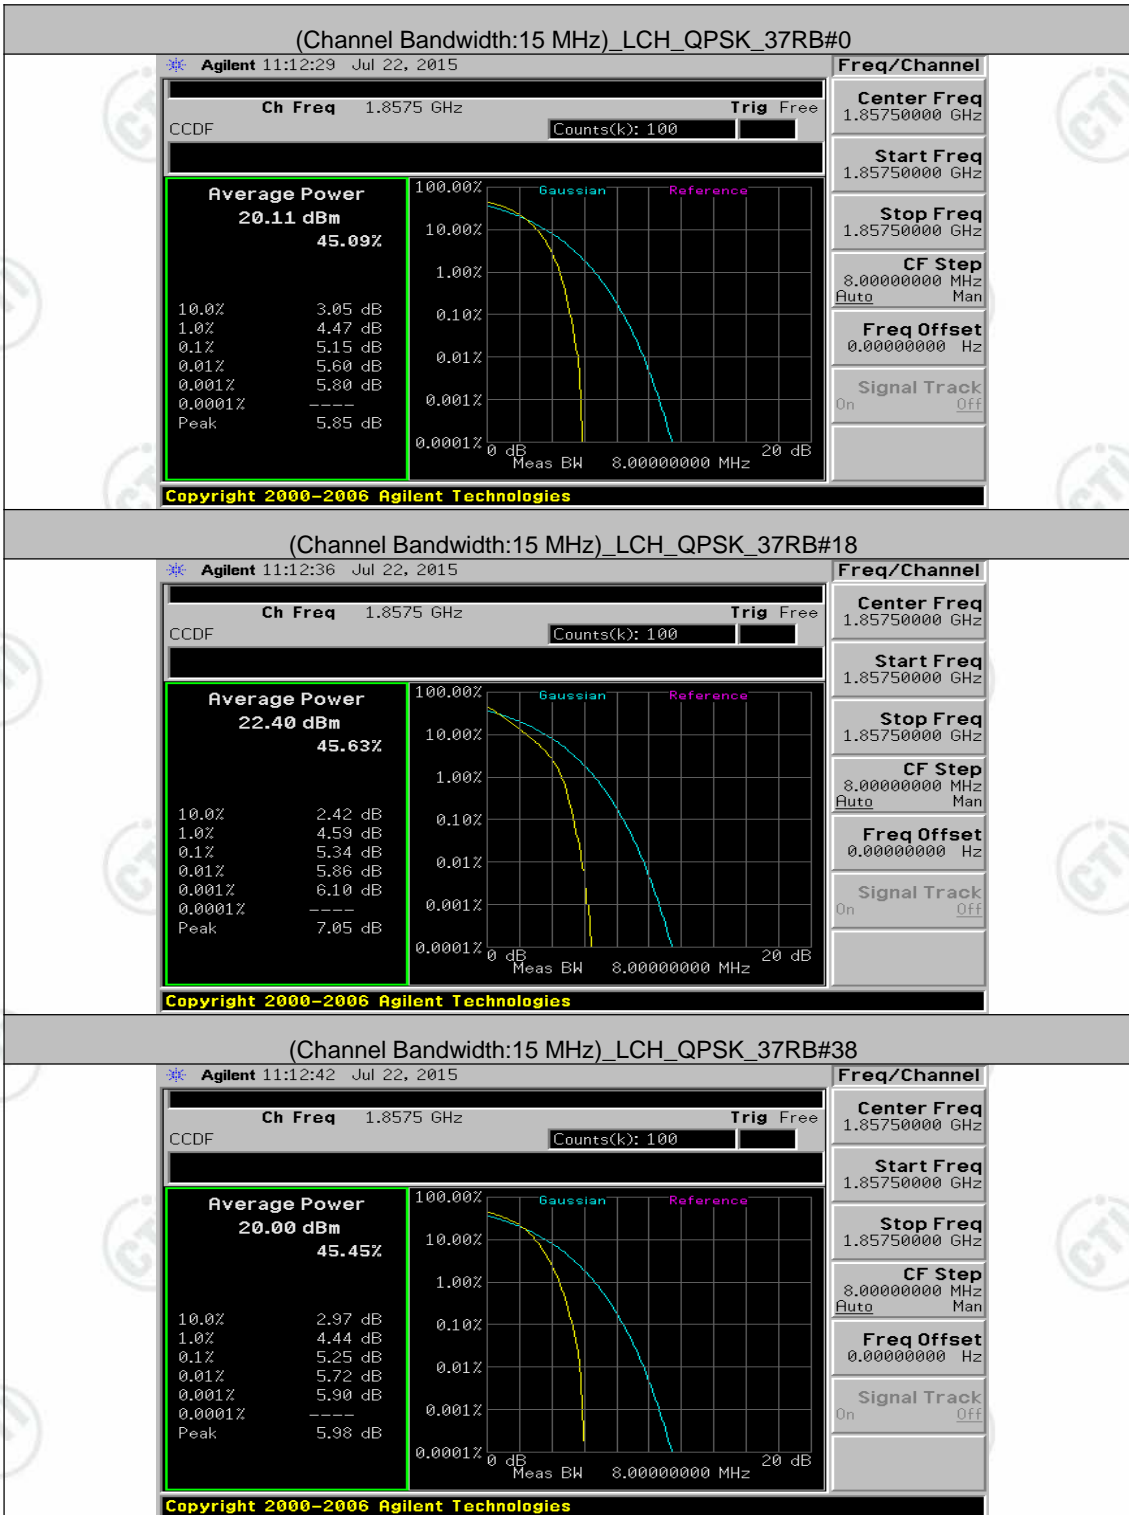 (Channel Bandwidth:15 MHz)_LCH_QPSK_37RB#0
Agilent 11:12:29 Jul 22, 2015
Freq/Channel
Ch Freq 1.8575 GHz Trig Free
CCDF Counts(k): 100
Center Freq
1.85750000 GHz
Start Freq
1.85750000 GHz
Stop Freq
1.85750000 GHz
CF Step
8.00000000 MHz
Auto Man
Freq Offset
0.00000000 Hz
Signal Track
On Off
Average Power
20.11 dBm
45.09%
10.0% 3.05 dB
1.0% 4.47 dB
0.1% 5.15 dB
0.01% 5.60 dB
0.001% 5.80 dB
0.0001% ----
Peak 5.85 dB
Gaussian Reference
100.00%
10.00%
1.00%
0.10%
0.01%
0.001%
0.0001%
0 dB 20 dB
Meas BW 8.00000000 MHz
Copyright 2000-2006 Agilent Technologies
(Channel Bandwidth:15 MHz)_LCH_QPSK_37RB#18
Agilent 11:12:36 Jul 22, 2015
Freq/Channel
Ch Freq 1.8575 GHz Trig Free
CCDF Counts(k): 100
Center Freq
1.85750000 GHz
Start Freq
1.85750000 GHz
Stop Freq
1.85750000 GHz
CF Step
8.00000000 MHz
Auto Man
Freq Offset
0.00000000 Hz
Signal Track
On Off
Average Power
22.40 dBm
45.63%
10.0% 2.42 dB
1.0% 4.59 dB
0.1% 5.34 dB
0.01% 5.86 dB
0.001% 6.10 dB
0.0001% ----
Peak 7.05 dB
Gaussian Reference
100.00%
10.00%
1.00%
0.10%
0.01%
0.001%
0.0001%
0 dB 20 dB
Meas BW 8.00000000 MHz
Copyright 2000-2006 Agilent Technologies
(Channel Bandwidth:15 MHz)_LCH_QPSK_37RB#38
Agilent 11:12:42 Jul 22, 2015
Freq/Channel
Ch Freq 1.8575 GHz Trig Free
CCDF Counts(k): 100
Center Freq
1.85750000 GHz
Start Freq
1.85750000 GHz
Stop Freq
1.85750000 GHz
CF Step
8.00000000 MHz
Auto Man
Freq Offset
0.00000000 Hz
Signal Track
On Off
Average Power
20.00 dBm
45.45%
10.0% 2.97 dB
1.0% 4.44 dB
0.1% 5.25 dB
0.01% 5.72 dB
0.001% 5.90 dB
0.0001% ----
Peak 5.98 dB
Gaussian Reference
100.00%
10.00%
1.00%
0.10%
0.01%
0.001%
0.0001%
0 dB 20 dB
Meas BW 8.00000000 MHz
Copyright 2000-2006 Agilent Technologies
CTI
CTI
CTI
CTI
CTI
CTI
CTI
CTI